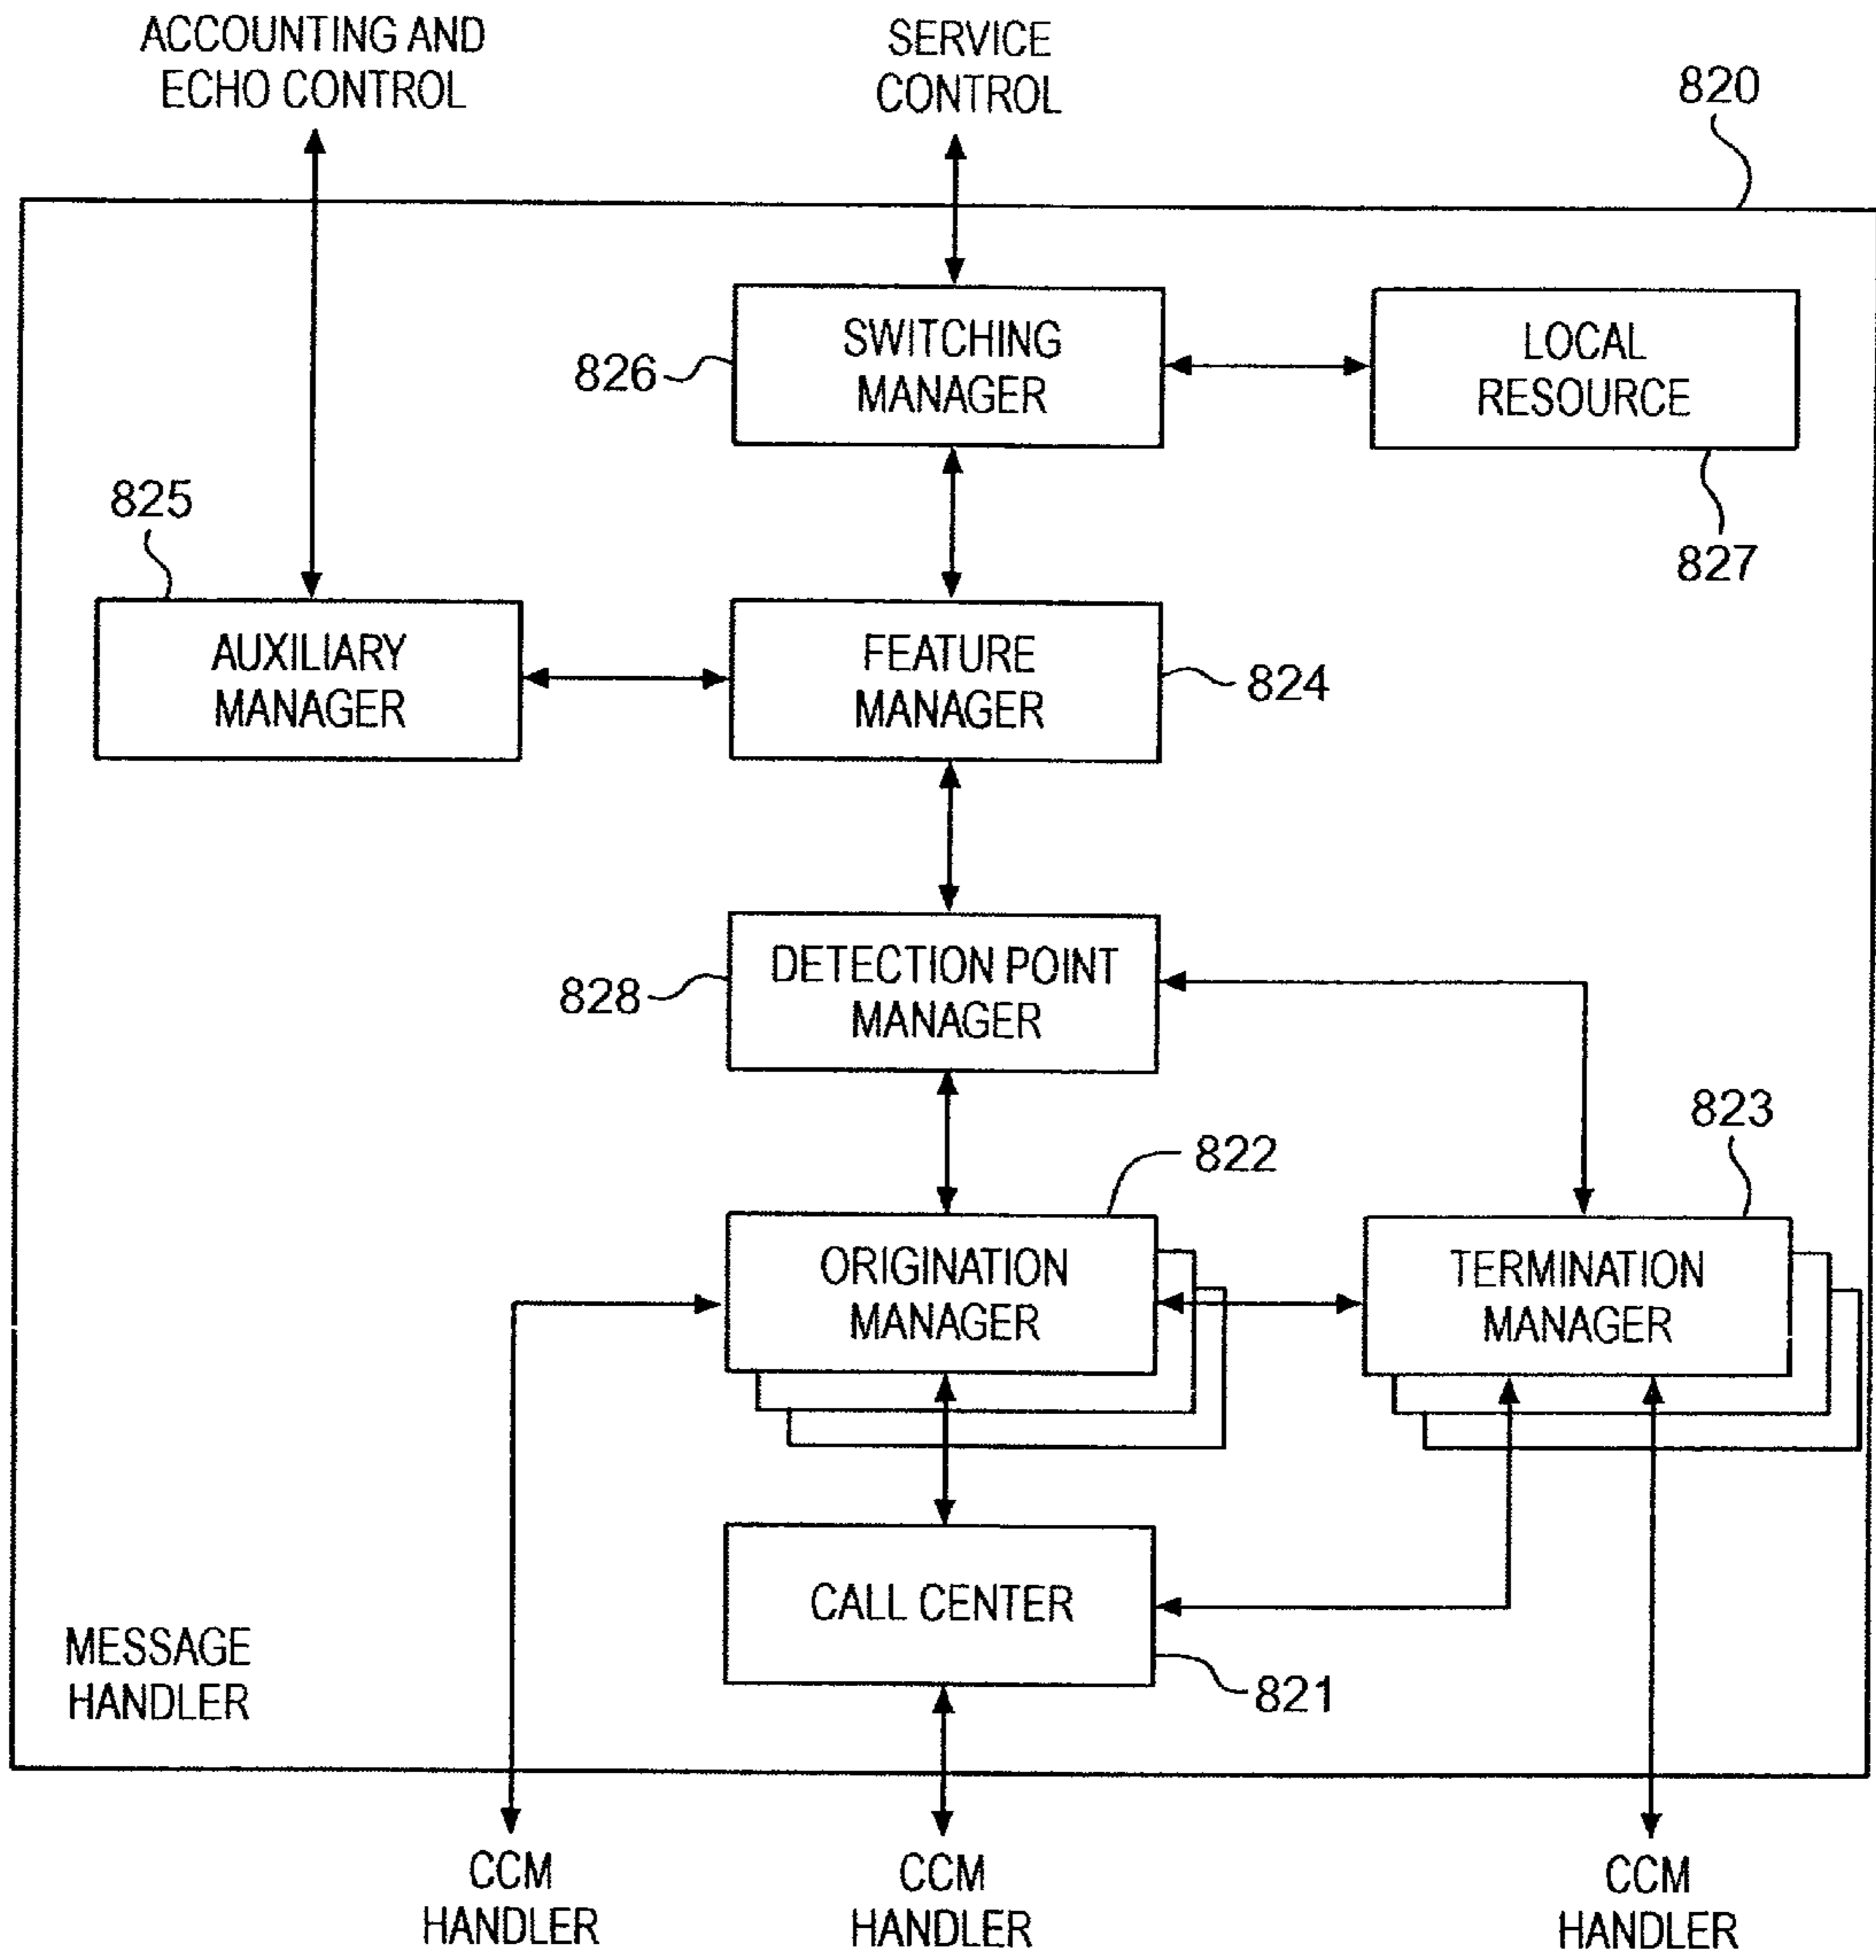 ACCOUNTING AND
ECHO CONTROL
SERVICE
CONTROL
820
SWITCHING
MANAGER
826
LOCAL
RESOURCE
827
825
AUXILIARY
MANAGER
FEATURE
MANAGER
824
DETECTION POINT
MANAGER
828
822
823
ORIGINATION
MANAGER
TERMINATION
MANAGER
CALL CENTER
821
MESSAGE
HANDLER
CCM
HANDLER
CCM
HANDLER
CCM
HANDLER